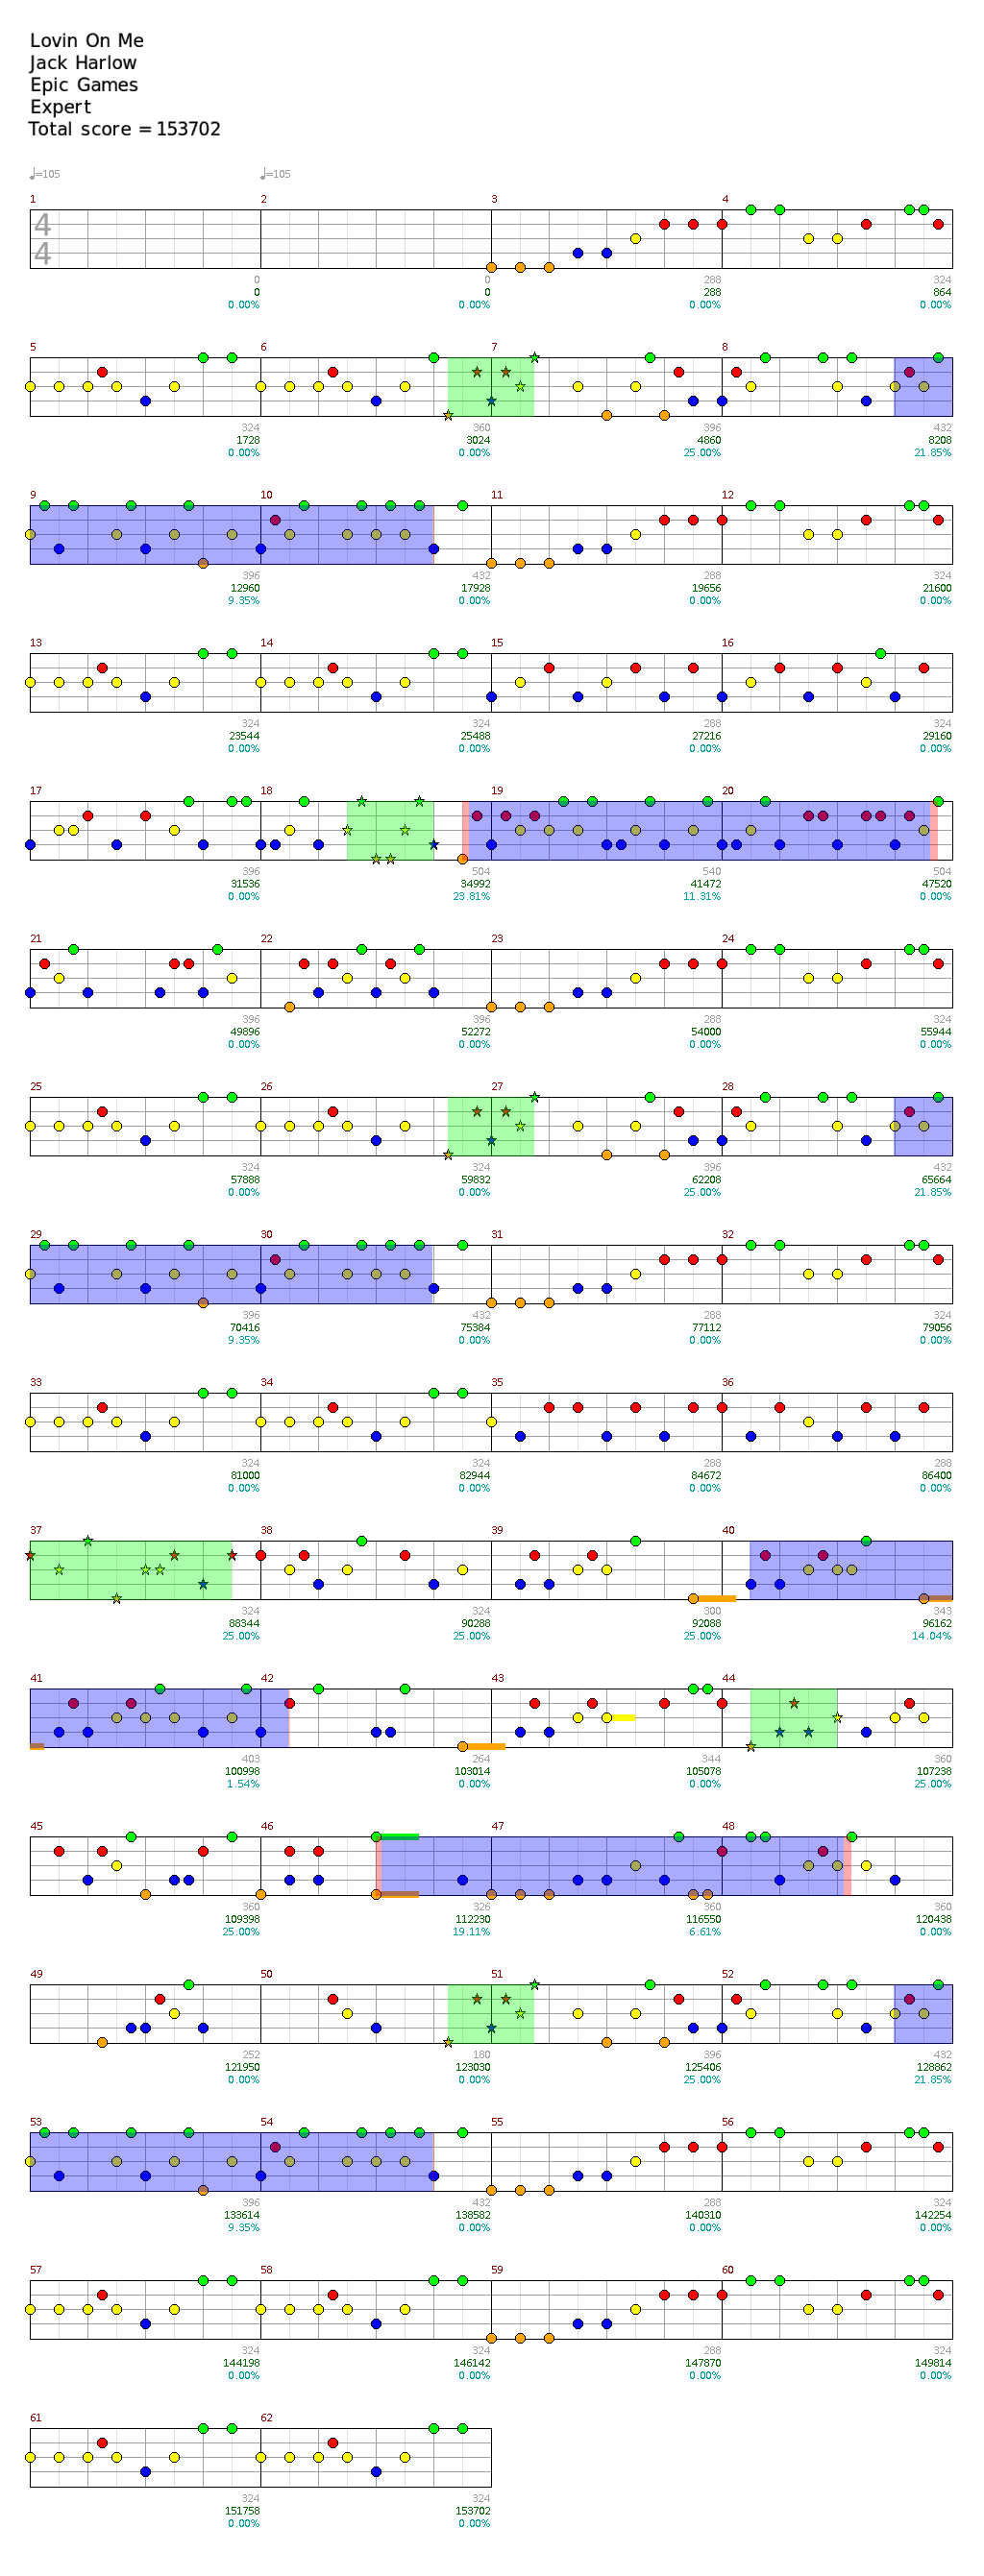 Lovin On Me
Jack Harlow
Epic Games
Expert
Total score = 153702
♩=105 ♩=105
1 2 3 4
4
4
0 0 288 324
0 0 288 864
0.00% 0.00% 0.00% 0.00%
5 6 7 8
324 360 396 432
1728 3024 4860 8208
0.00% 0.00% 25.00% 21.85%
9 10 11 12
396 432 288 324
12960 17928 19656 21600
9.35% 0.00% 0.00% 0.00%
13 14 15 16
324 324 288 324
23544 25488 27216 29160
0.00% 0.00% 0.00% 0.00%
17 18 19 20
396 504 540 504
31536 34992 41472 47520
0.00% 23.81% 11.31% 0.00%
21 22 23 24
396 396 288 324
49896 52272 54000 55944
0.00% 0.00% 0.00% 0.00%
25 26 27 28
324 324 396 432
57888 59832 62208 65664
0.00% 0.00% 25.00% 21.85%
29 30 31 32
396 432 288 324
70416 75384 77112 79056
9.35% 0.00% 0.00% 0.00%
33 34 35 36
324 324 288 288
81000 82944 84672 86400
0.00% 0.00% 0.00% 0.00%
37 38 39 40
324 324 300 343
88344 90288 92088 96162
25.00% 25.00% 25.00% 14.04%
41 42 43 44
403 264 344 360
100998 103014 105078 107238
1.54% 0.00% 0.00% 25.00%
45 46 47 48
360 326 360 360
109398 112230 116550 120438
25.00% 19.11% 6.61% 0.00%
49 50 51 52
252 180 396 432
121950 123030 125406 128862
0.00% 0.00% 25.00% 21.85%
53 54 55 56
396 432 288 324
133614 138582 140310 142254
9.35% 0.00% 0.00% 0.00%
57 58 59 60
324 324 288 324
144198 146142 147870 149814
0.00% 0.00% 0.00% 0.00%
61 62
324 324
151758 153702
0.00% 0.00%